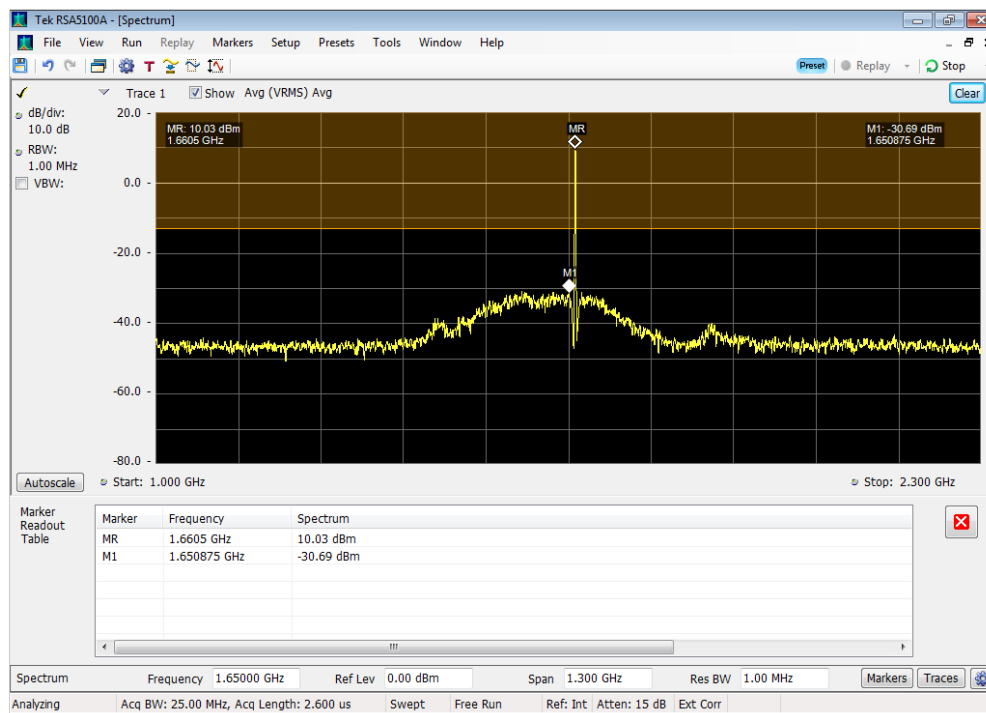 Tek RSA5100A - [Spectrum]
File View Run Replay Markers Setup Presets Tools Window Help
T Preset Replay Stop
Trace 1 Show Avg (VRMS) Avg Clear
dB/div:
10.0 dB
RBW:
1.00 MHz
VBW:
20.0
0.0
-20.0
-40.0
-60.0
-80.0
MR: 10.03 dBm
1.6605 GHz
MR
M1: -30.69 dBm
1.650875 GHz
M1
Autoscale Start: 1.000 GHz Stop: 2.300 GHz
Marker
Readout
Table
Marker Frequency Spectrum
MR 1.6605 GHz 10.03 dBm
M1 1.650875 GHz -30.69 dBm
Spectrum Frequency 1.65000 GHz Ref Lev 0.00 dBm Span 1.300 GHz Res BW 1.00 MHz Markers Traces
Analyzing Acq BW: 25.00 MHz, Acq Length: 2.600 us Swept Free Run Ref: Int Atten: 15 dB Ext Corr